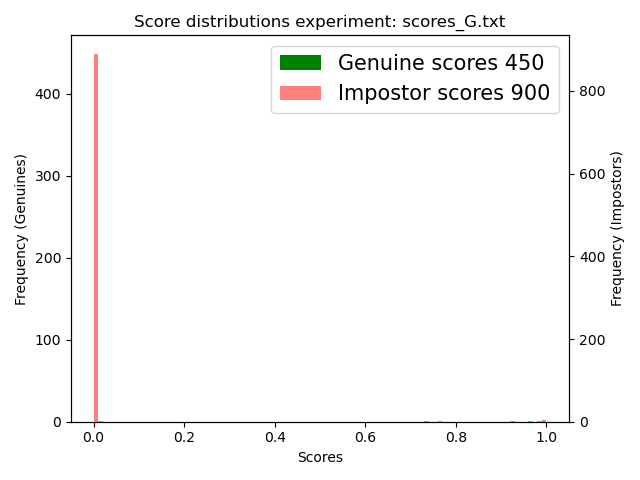 Score distributions experiment: scores_G.txt
Genuine scores 450
Impostor scores 900
Frequency (Genuines)
400
300
200
100
0
800
600
400
200
0
Frequency (Impostors)
0.0 0.2 0.4 0.6 0.8 1.0
Scores